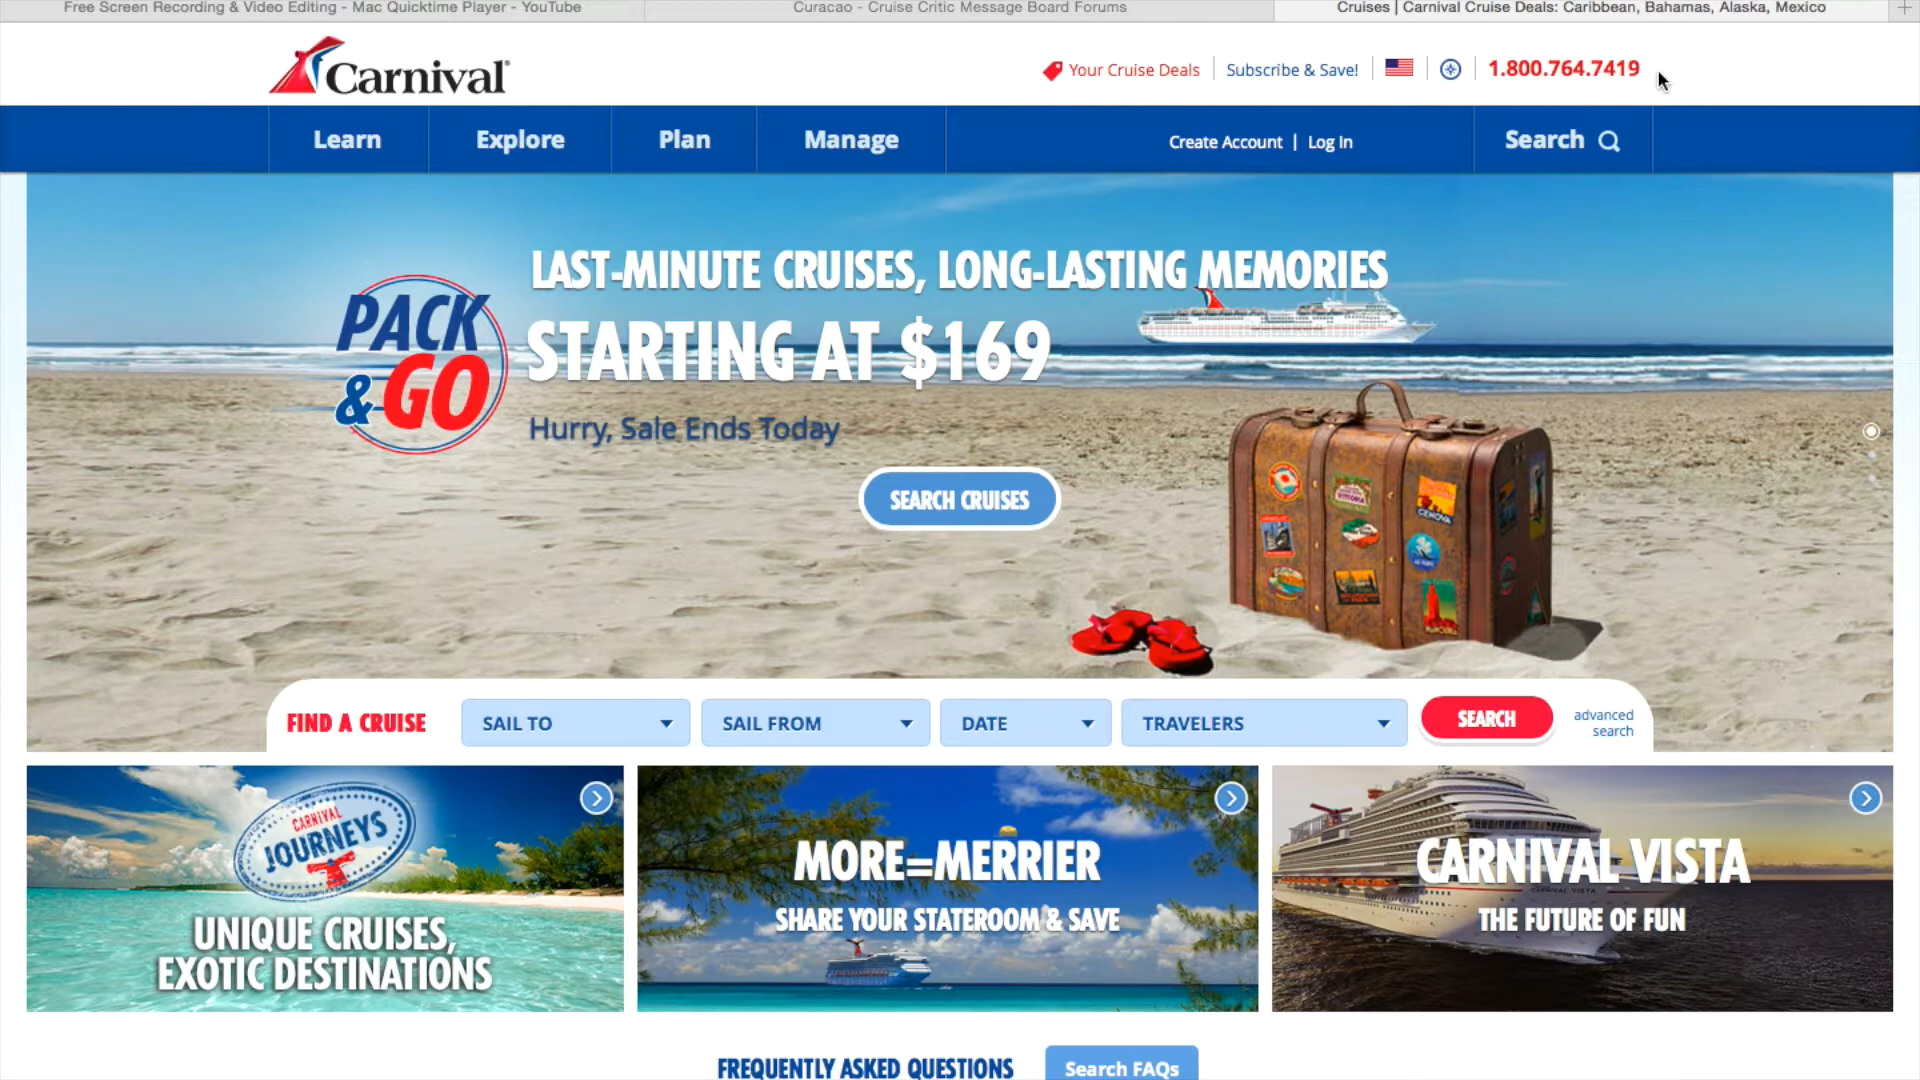 Free Screen Recording & Video Editing - Mac Quicktime Player - YouTube
Curacao - Cruise Critic Message Board Forums
Cruises | Carnival Cruise Deals: Caribbean, Bahamas, Alaska, Mexico
Carnival
Your Cruise Deals
Subscribe & Save!
1.800.764.7419
Learn
Explore
Plan
Manage
Create Account | Log In
Search
PACK
& GO
LAST-MINUTE CRUISES, LONG-LASTING MEMORIES
STARTING AT $169
Hurry, Sale Ends Today
SEARCH CRUISES
VITTORIA
GENOVA
FIND A CRUISE
SAIL TO
SAIL FROM
DATE
TRAVELERS
SEARCH
advanced
search
CARNIVAL
JOURNEYS
UNIQUE CRUISES,
EXOTIC DESTINATIONS
MORE=MERRIER
SHARE YOUR STATEROOM & SAVE
CARNIVAL VISTA
CARNIVAL VISTA
THE FUTURE OF FUN
FREQUENTLY ASKED QUESTIONS
Search FAQs